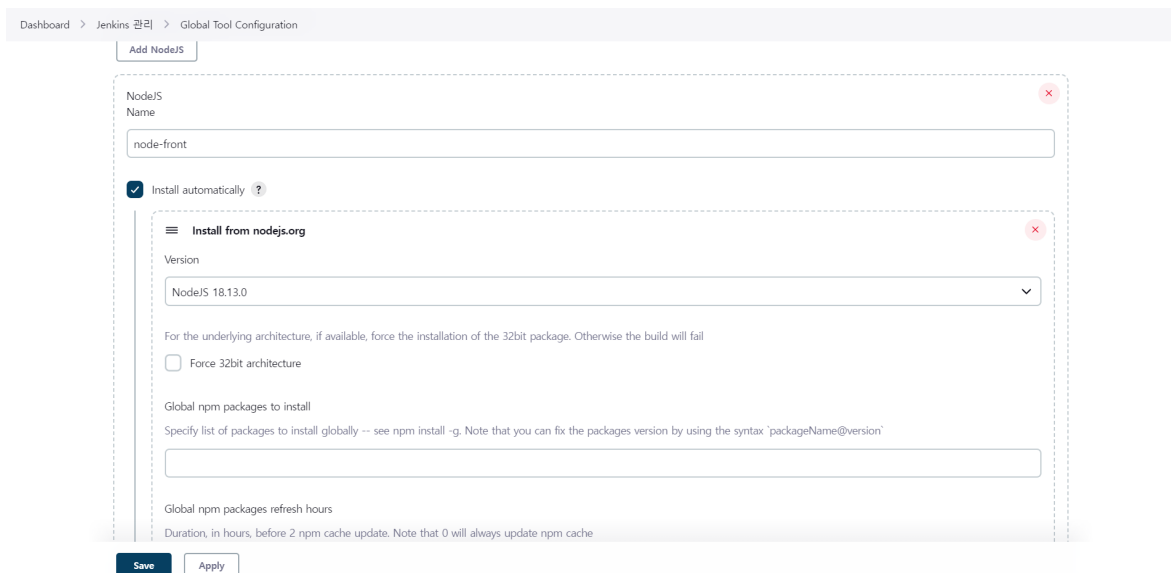 Dashboard > Jenkins 관리 > Global Tool Configuration
Add NodeJS
NodeJS
Name
node-front
Install automatically ?
Install from nodejs.org
Version
NodeJS 18.13.0
For the underlying architecture, if available, force the installation of the 32bit package. Otherwise the build will fail
Force 32bit architecture
Global npm packages to install
Specify list of packages to install globally -- see npm install -g. Note that you can fix the packages version by using the syntax `packageName@version`
Global npm packages refresh hours
Duration, in hours, before 2 npm cache update. Note that 0 will always update npm cache
Save Apply